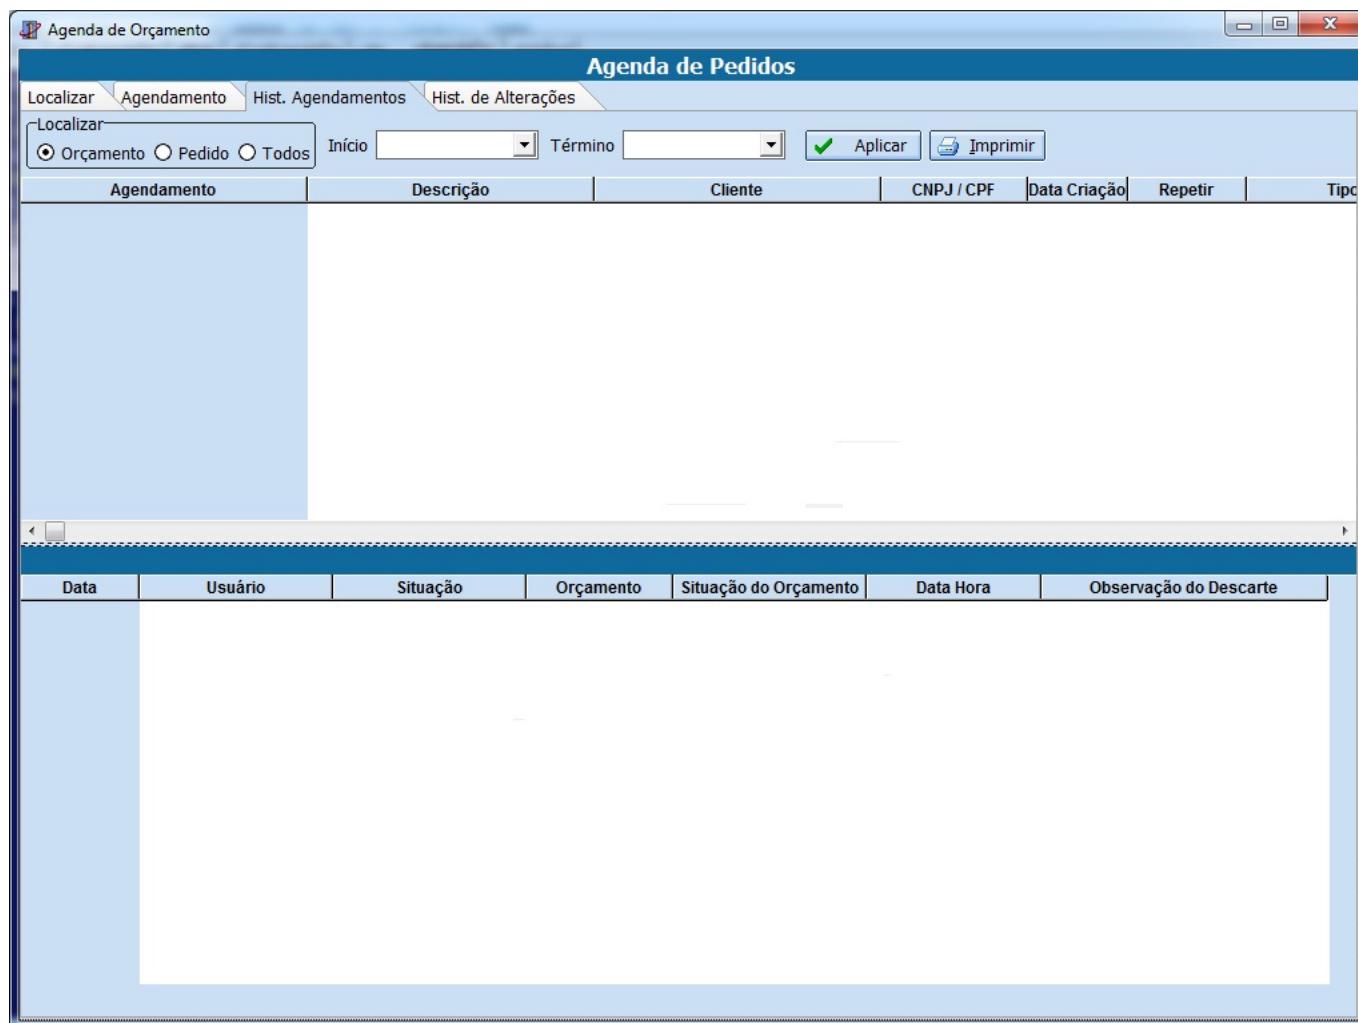 Agenda de Orçamento
Agenda de Pedidos
Localizar Agendamento Hist. Agendamentos Hist. de Alterações
Localizar
Orçamento Pedido Todos Início Término Aplicar Imprimir
Agendamento Descrição Cliente CNPJ / CPF Data Criação Repetir Tipo
Data Usuário Situação Orçamento Situação do Orçamento Data Hora Observação do Descarte